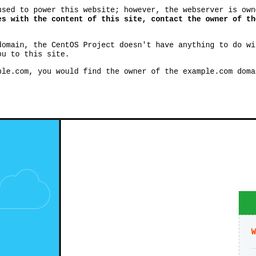 used to power this website; however, the webserver is own
es with the content of this site, contact the owner of the
domain, the CentOS Project doesn't have anything to do wi
ou to this site.
ple.com, you would find the owner of the example.com doma
W